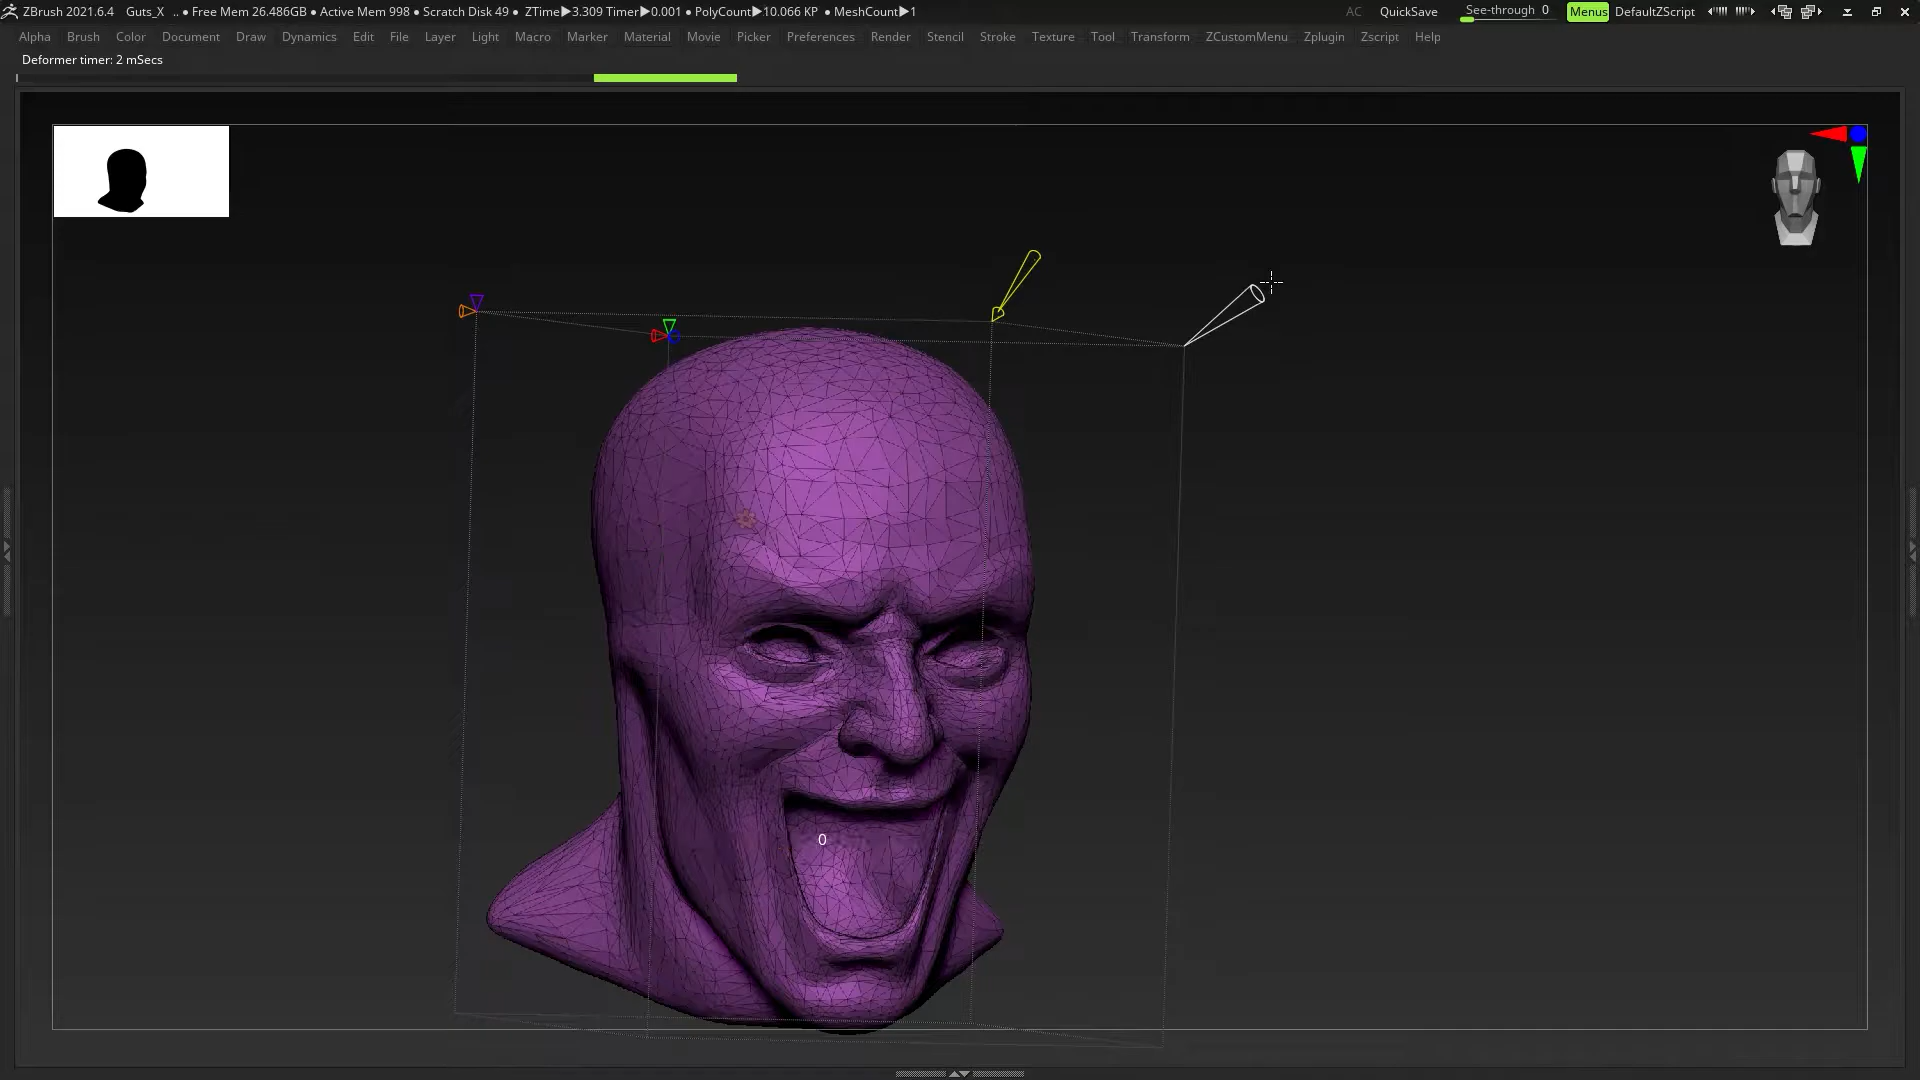 ZBrush 2021.6.4 Guts_X .. ● Free Mem 26.486GB ● Active Mem 998 ● Scratch Disk 49 ● ZTime▶3.309 Timer▶0.001 ● PolyCount▶10.066 KP ● MeshCount▶1 AC QuickSave See-through 0 Menus DefaultZScript
Alpha Brush Color Document Draw Dynamics Edit File Layer Light Macro Marker Material Movie Picker Preferences Render Stencil Stroke Texture Tool Transform ZCustomMenu Zplugin Zscript Help
Deformer timer: 2 mSecs
0